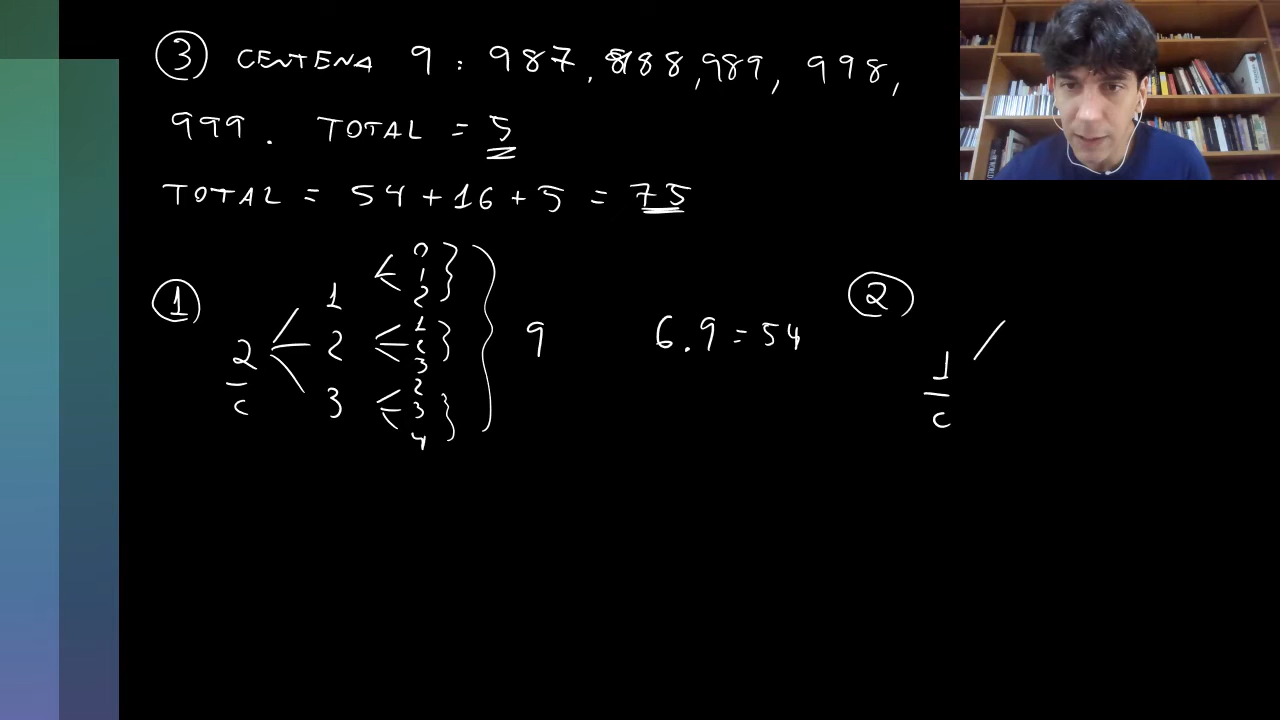 ③ CENTENA 9 : 987, 988, 989, 998,
999. TOTAL = 5
TOTAL = 54 + 16 + 5 = 75
①
2
c
1
2
3
0
1
2
1
2
3
2
3
4
9
6.9 = 54
②
1
c